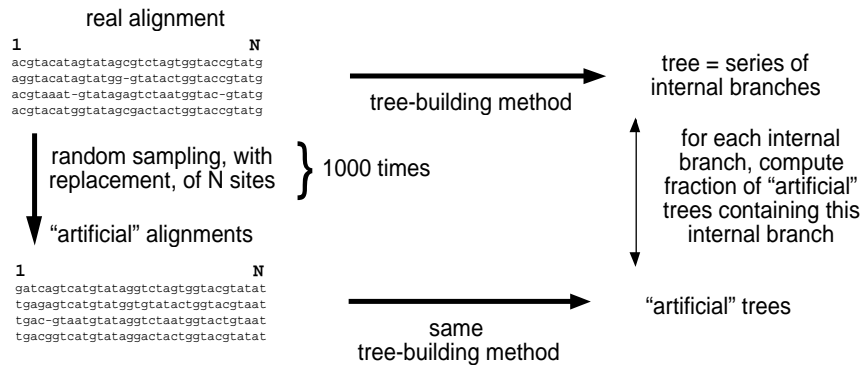 real alignment
1 N
acgtacatagtatagcgtctagtggtaccgtatg
aggtacatagtatgg-gtatactggtaccgtatg
acgtaaat-gtatagagtctaatggtac-gtatg
acgtacatggtatagcgactactggtaccgtatg
tree-building method
tree = series of
internal branches
random sampling, with
replacement, of N sites
} 1000 times
for each internal
branch, compute
fraction of “artificial”
trees containing this
internal branch
“artificial” alignments
1 N
gatcagtcatgtataggtctagtggtacgtatat
tgagagtcatgtatggtgtatactggtacgtaat
tgac-gtaatgtataggtctaatggtactgtaat
tgacggtcatgtataggactactggtacgtatat
same
tree-building method
“artificial” trees